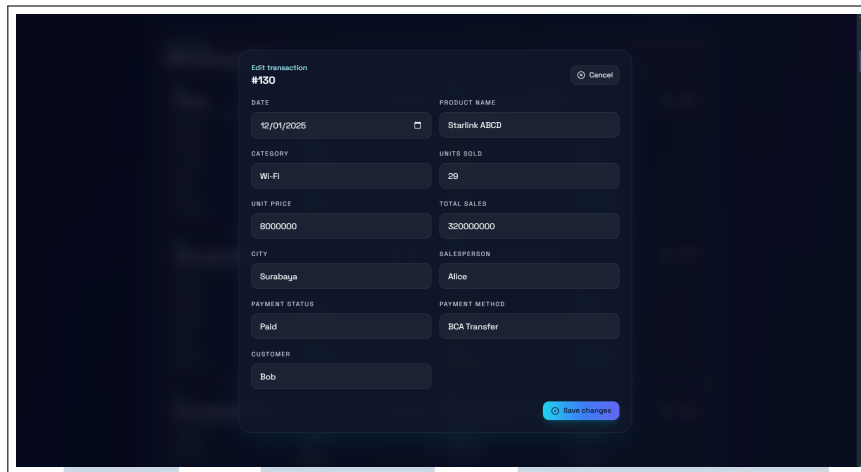 Edit transaction
#130
Cancel
DATE
PRODUCT NAME
12/01/2025
Starlink ABCD
CATEGORY
UNITS SOLD
Wi-Fi
29
UNIT PRICE
TOTAL SALES
8000000
320000000
CITY
SALESPERSON
Surabaya
Alice
PAYMENT STATUS
PAYMENT METHOD
Paid
BCA Transfer
CUSTOMER
Bob
Save changes